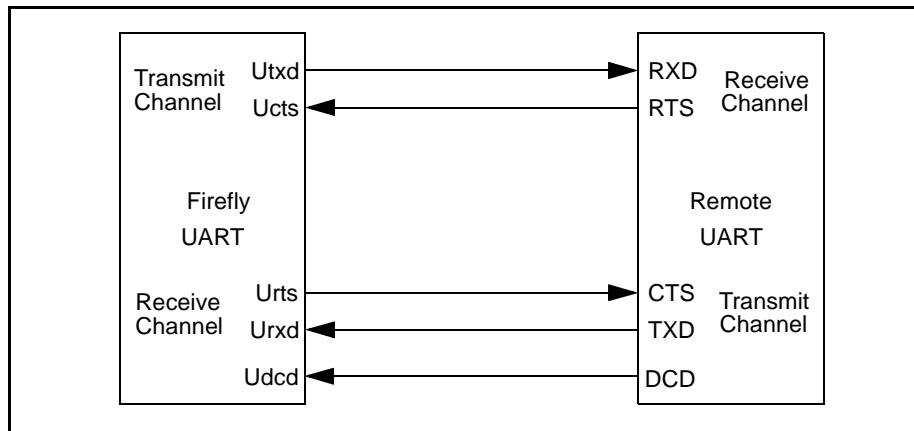 Transmit
Channel
Utxd
Ucts
RXD
RTS
Receive
Channel
Firefly
UART
Remote
UART
Receive
Channel
Urts
Urxd
Udcd
CTS
TXD
DCD
Transmit
Channel